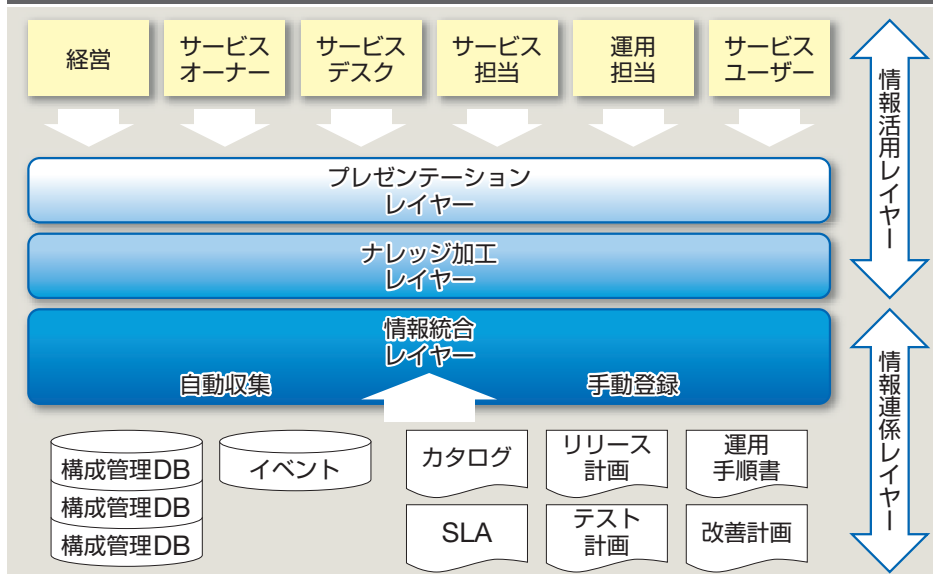 経営
サービス
オーナー
サービス
デスク
サービス
担当
運用
担当
サービス
ユーザー
情報活用レイヤー
プレゼンテーション
レイヤー
ナレッジ加工
レイヤー
情報統合
レイヤー
自動収集
手動登録
情報連係レイヤー
構成管理DB
構成管理DB
構成管理DB
イベント
カタログ
リリース
計画
運用
手順書
SLA
テスト
計画
改善計画